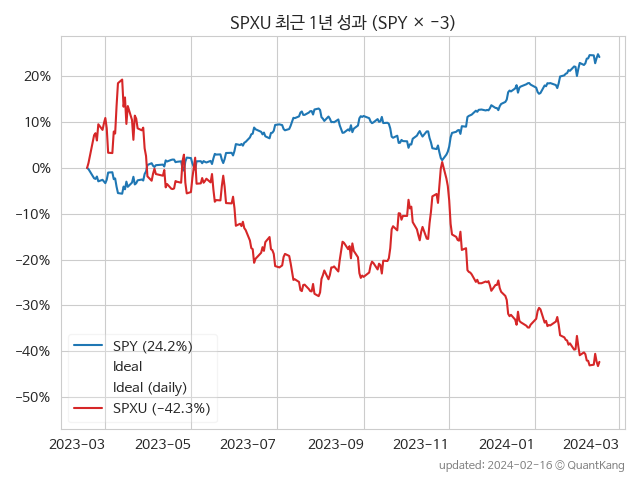 SPXU 최근 1년 성과 (SPY × −3)
20%
10%
0%
−10%
−20%
−30%
−40%
−50%
SPY (24.2%)
Ideal
Ideal (daily)
SPXU (−42.3%)
2023-03
2023-05
2023-07
2023-09
2023-11
2024-01
2024-03
updated: 2024-02-16 © QuantKang